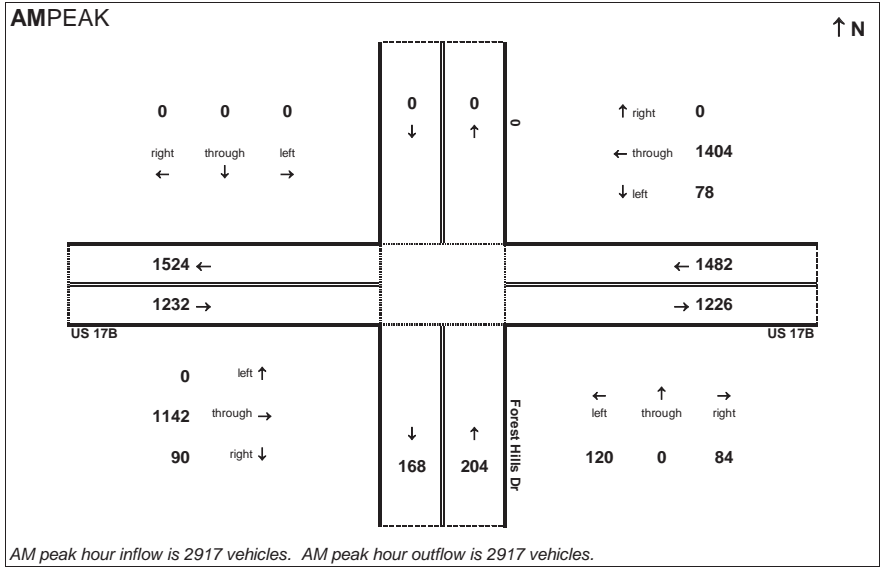 AMPEAK
↑ N
0 0 0
right through left
← ↓ →
0 0
↓ ↑
0
↑ right 0
← through 1404
↓ left 78
1524 ←
← 1482
1232 →
→ 1226
US 17B
US 17B
0 left ↑
1142 through →
90 right ↓
↓ ↑
168 204
Forest Hills Dr
← ↑ →
left through right
120 0 84
AM peak hour inflow is 2917 vehicles. AM peak hour outflow is 2917 vehicles.